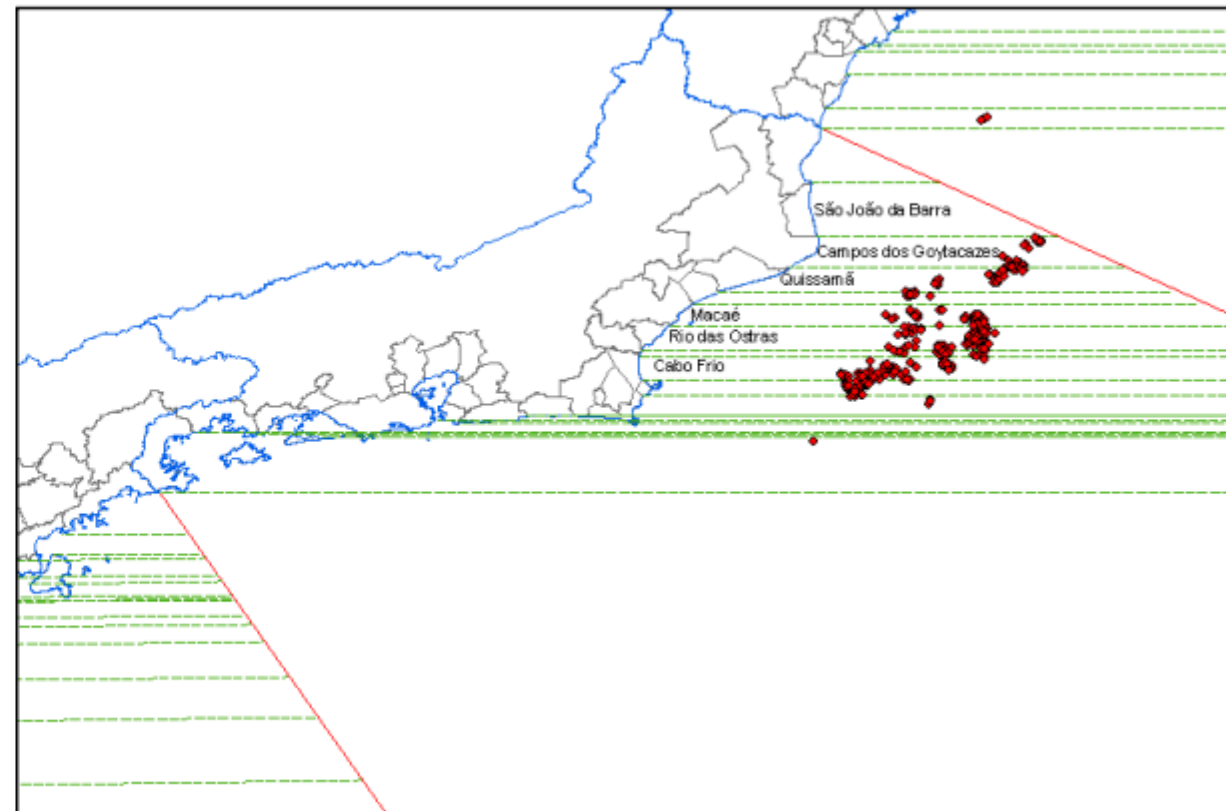 São João da Barra
Campos dos Goytacazes
Quissamã
Macaé
Rio das Ostras
Cabo Frio